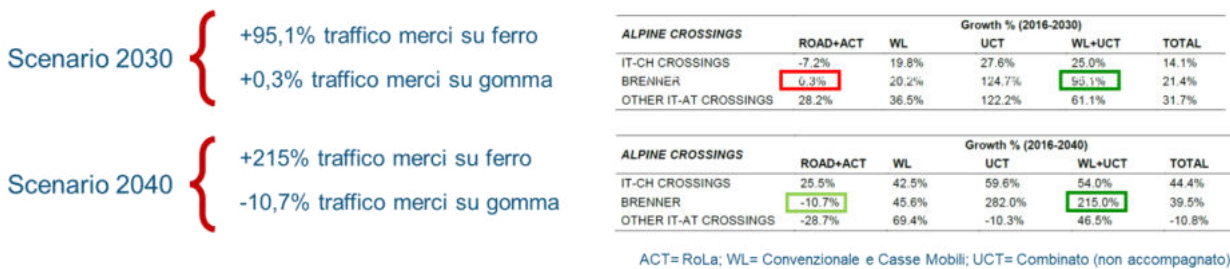 Scenario 2030
+95,1% traffico merci su ferro
+0,3% traffico merci su gomma
Scenario 2040
+215% traffico merci su ferro
-10,7% traffico merci su gomma
ALPINE CROSSINGS Growth % (2016-2030)
ROAD+ACT WL UCT WL+UCT TOTAL
IT-CH CROSSINGS -7.2% 19.8% 27.6% 25.0% 14.1%
BRENNER 0.3% 20.2% 124.7% 95.1% 21.4%
OTHER IT-AT CROSSINGS 28.2% 36.5% 122.2% 61.1% 31.7%
ALPINE CROSSINGS Growth % (2016-2040)
ROAD+ACT WL UCT WL+UCT TOTAL
IT-CH CROSSINGS 25.5% 42.5% 59.6% 54.0% 44.4%
BRENNER -10.7% 45.6% 282.0% 215.0% 39.5%
OTHER IT-AT CROSSINGS -28.7% 69.4% -10.3% 46.5% -10.8%
ACT= RoLa; WL= Convenzionale e Casse Mobili; UCT= Combinato (non accompagnato)